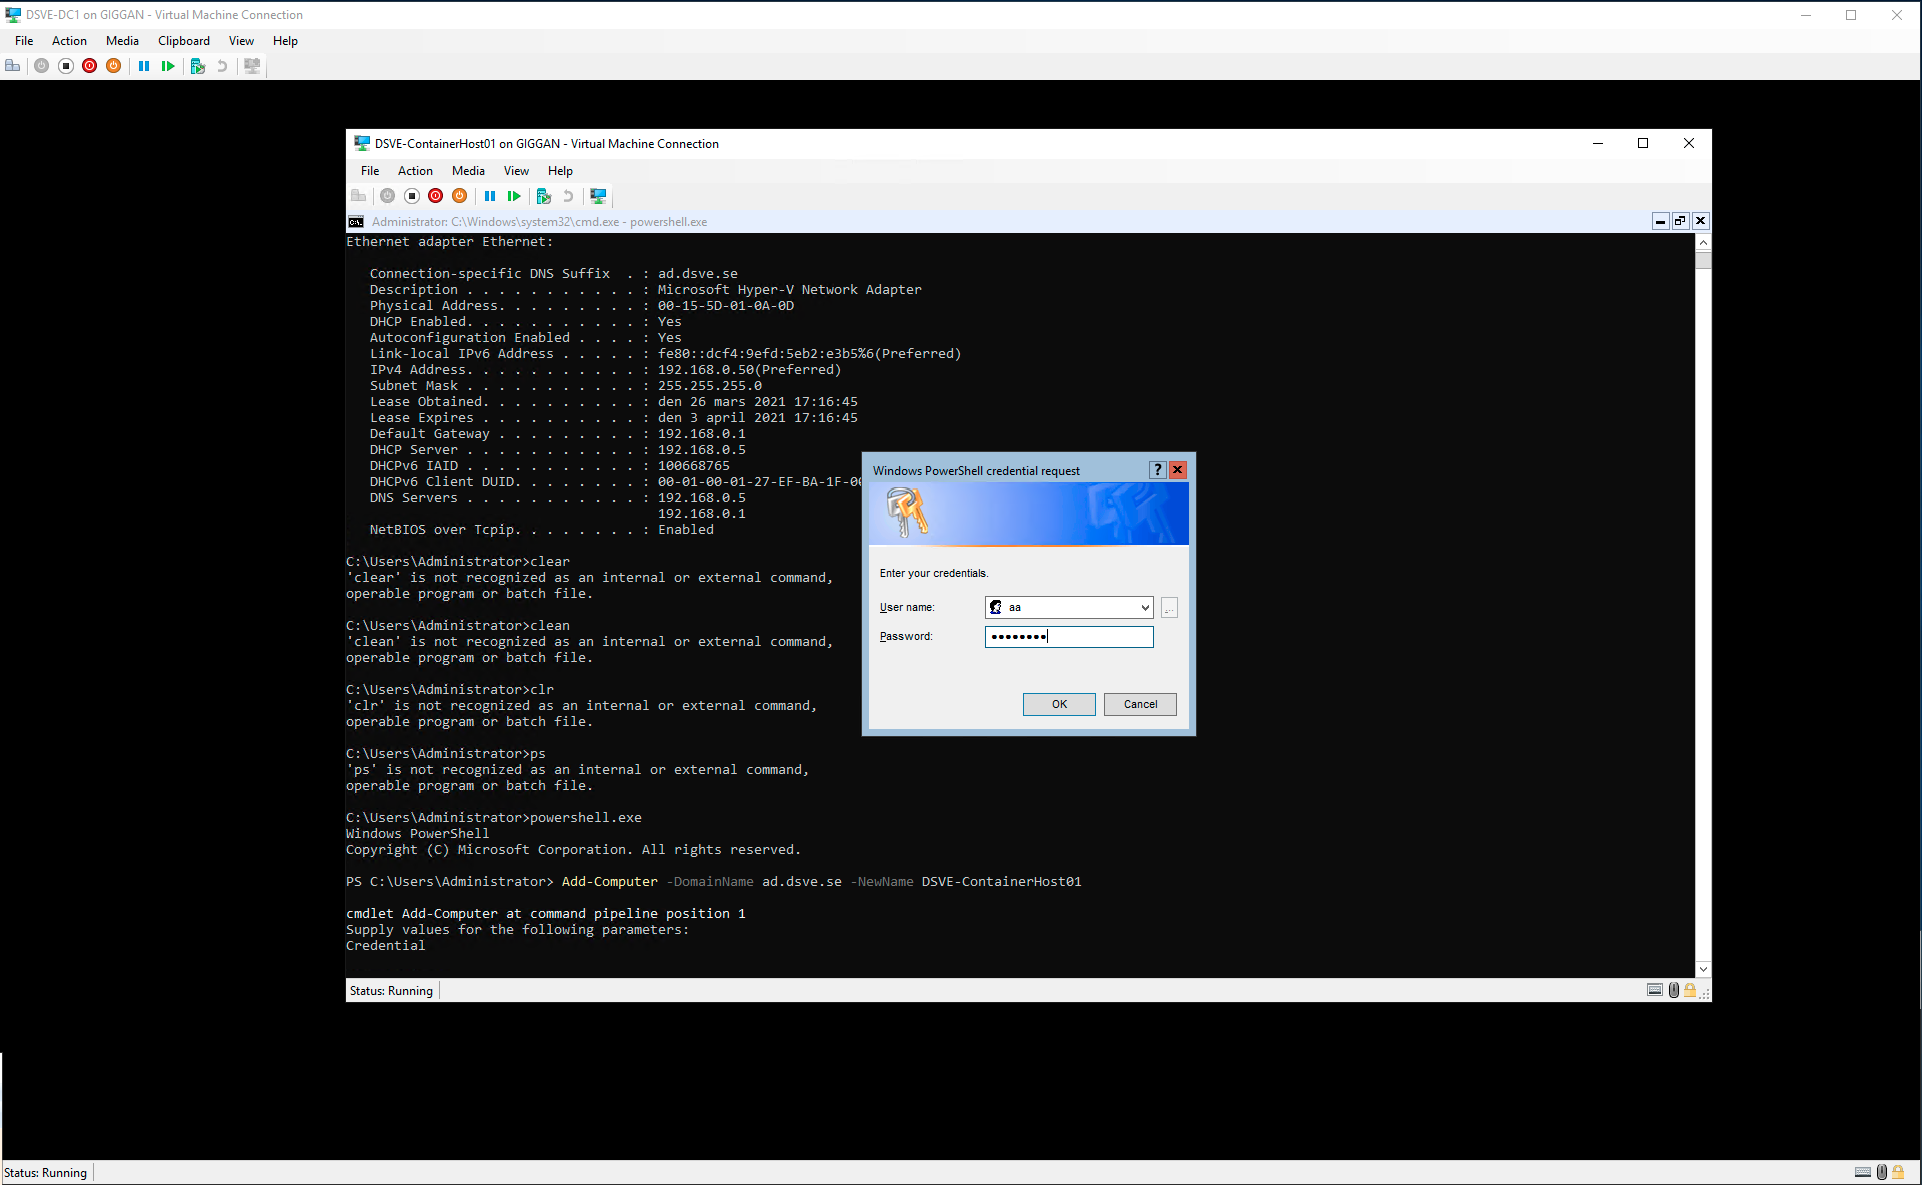 DSVE-DC1 on GIGGAN - Virtual Machine Connection
File Action Media Clipboard View Help
DSVE-ContainerHost01 on GIGGAN - Virtual Machine Connection
File Action Media View Help
Administrator: C:\Windows\system32\cmd.exe - powershell.exe
Ethernet adapter Ethernet:
Connection-specific DNS Suffix  . : ad.dsve.se
Description . . . . . . . . . . . : Microsoft Hyper-V Network Adapter
Physical Address. . . . . . . . . : 00-15-5D-01-0A-0D
DHCP Enabled. . . . . . . . . . . : Yes
Autoconfiguration Enabled . . . . : Yes
Link-local IPv6 Address . . . . . : fe80::dcf4:9efd:5eb2:e3b5%6(Preferred)
IPv4 Address. . . . . . . . . . . : 192.168.0.50(Preferred)
Subnet Mask . . . . . . . . . . . : 255.255.255.0
Lease Obtained. . . . . . . . . . : den 26 mars 2021 17:16:45
Lease Expires . . . . . . . . . . : den 3 april 2021 17:16:45
Default Gateway . . . . . . . . . : 192.168.0.1
DHCP Server . . . . . . . . . . . : 192.168.0.5
DHCPv6 IAID . . . . . . . . . . . : 100668765
DHCPv6 Client DUID. . . . . . . . : 00-01-00-01-27-EF-BA-1F-00
DNS Servers . . . . . . . . . . . : 192.168.0.5
192.168.0.1
NetBIOS over Tcpip. . . . . . . . : Enabled
C:\Users\Administrator>clear
'clear' is not recognized as an internal or external command,
operable program or batch file.
C:\Users\Administrator>clean
'clean' is not recognized as an internal or external command,
operable program or batch file.
C:\Users\Administrator>clr
'clr' is not recognized as an internal or external command,
operable program or batch file.
C:\Users\Administrator>ps
'ps' is not recognized as an internal or external command,
operable program or batch file.
C:\Users\Administrator>powershell.exe
Windows PowerShell
Copyright (C) Microsoft Corporation. All rights reserved.
PS C:\Users\Administrator> Add-Computer -DomainName ad.dsve.se -NewName DSVE-ContainerHost01
cmdlet Add-Computer at command pipeline position 1
Supply values for the following parameters:
Credential
Windows PowerShell credential request
Enter your credentials.
User name: aa
Password: ••••••••
OK Cancel
Status: Running
Status: Running